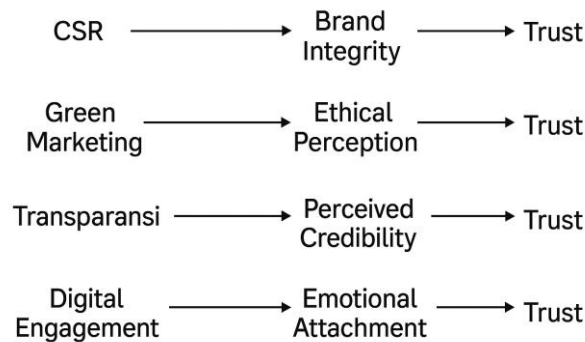 CSR Brand Integrity Trust
Green Marketing Ethical Perception Trust
Transparansi Perceived Credibility Trust
Digital Engagement Emotional Attachment Trust